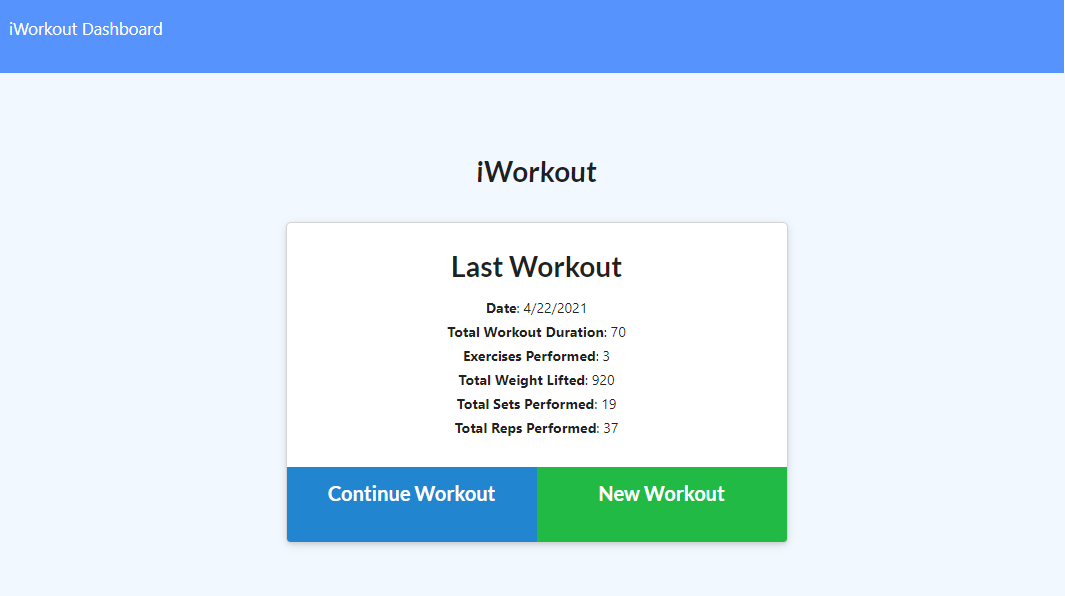 iWorkout Dashboard
iWorkout
Last Workout
Date: 4/22/2021
Total Workout Duration: 70
Exercises Performed: 3
Total Weight Lifted: 920
Total Sets Performed: 19
Total Reps Performed: 37
Continue Workout
New Workout